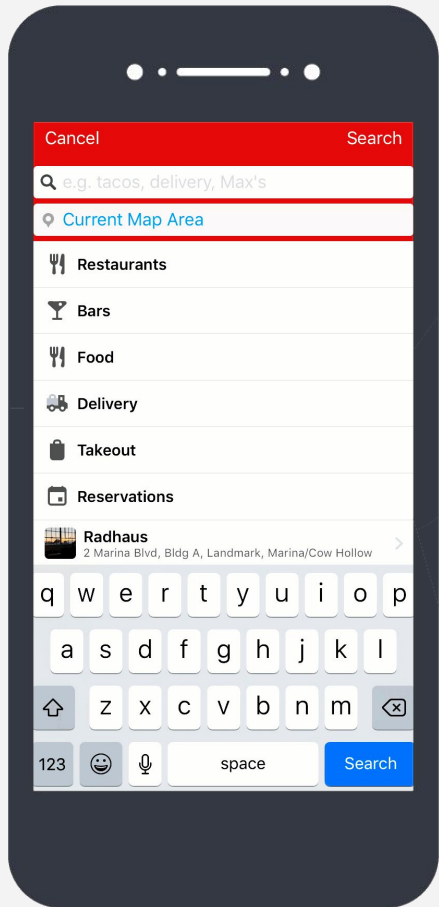 Cancel Search
e.g. tacos, delivery, Max's
Current Map Area
Restaurants
Bars
Food
Delivery
Takeout
Reservations
Radhaus
2 Marina Blvd, Bldg A, Landmark, Marina/Cow Hollow
q w e r t y u i o p
a s d f g h j k l
z x c v b n m
123 space Search